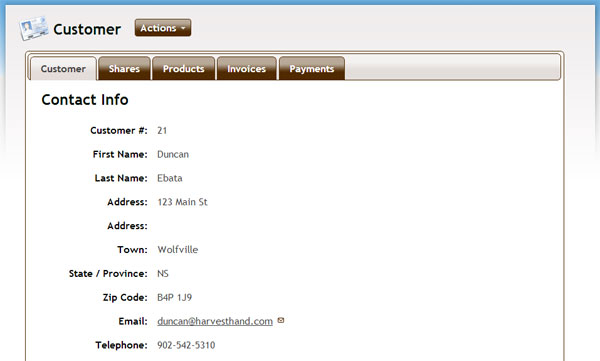 Customer Actions
Customer Shares Products Invoices Payments
Contact Info
Customer #: 21
First Name: Duncan
Last Name: Ebata
Address: 123 Main St
Address:
Town: Wolfville
State / Province: NS
Zip Code: B4P 1J9
Email: duncan@harvesthand.com
Telephone: 902-542-5310